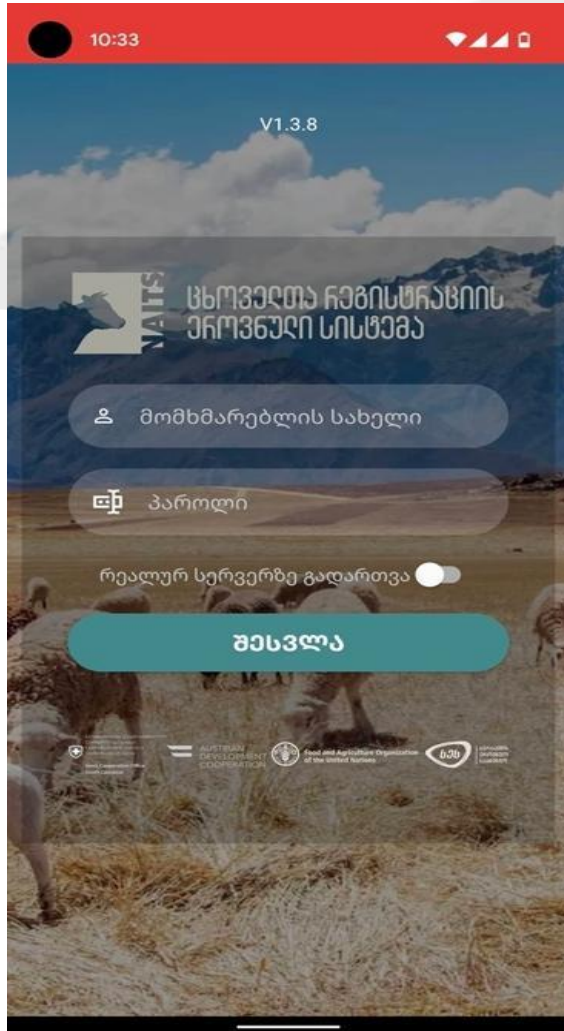 10:33
V1.3.8
NAITS
ცხოველთა რეგისტრაციის
ეროვნული სისტემა
მომხმარებლის სახელი
პაროლი
რეალურ სერვერზე გადართვა
შესვლა
AUSTRIAN
DEVELOPMENT
COOPERATION
Food and Agriculture Organization
of the United Nations
სუს